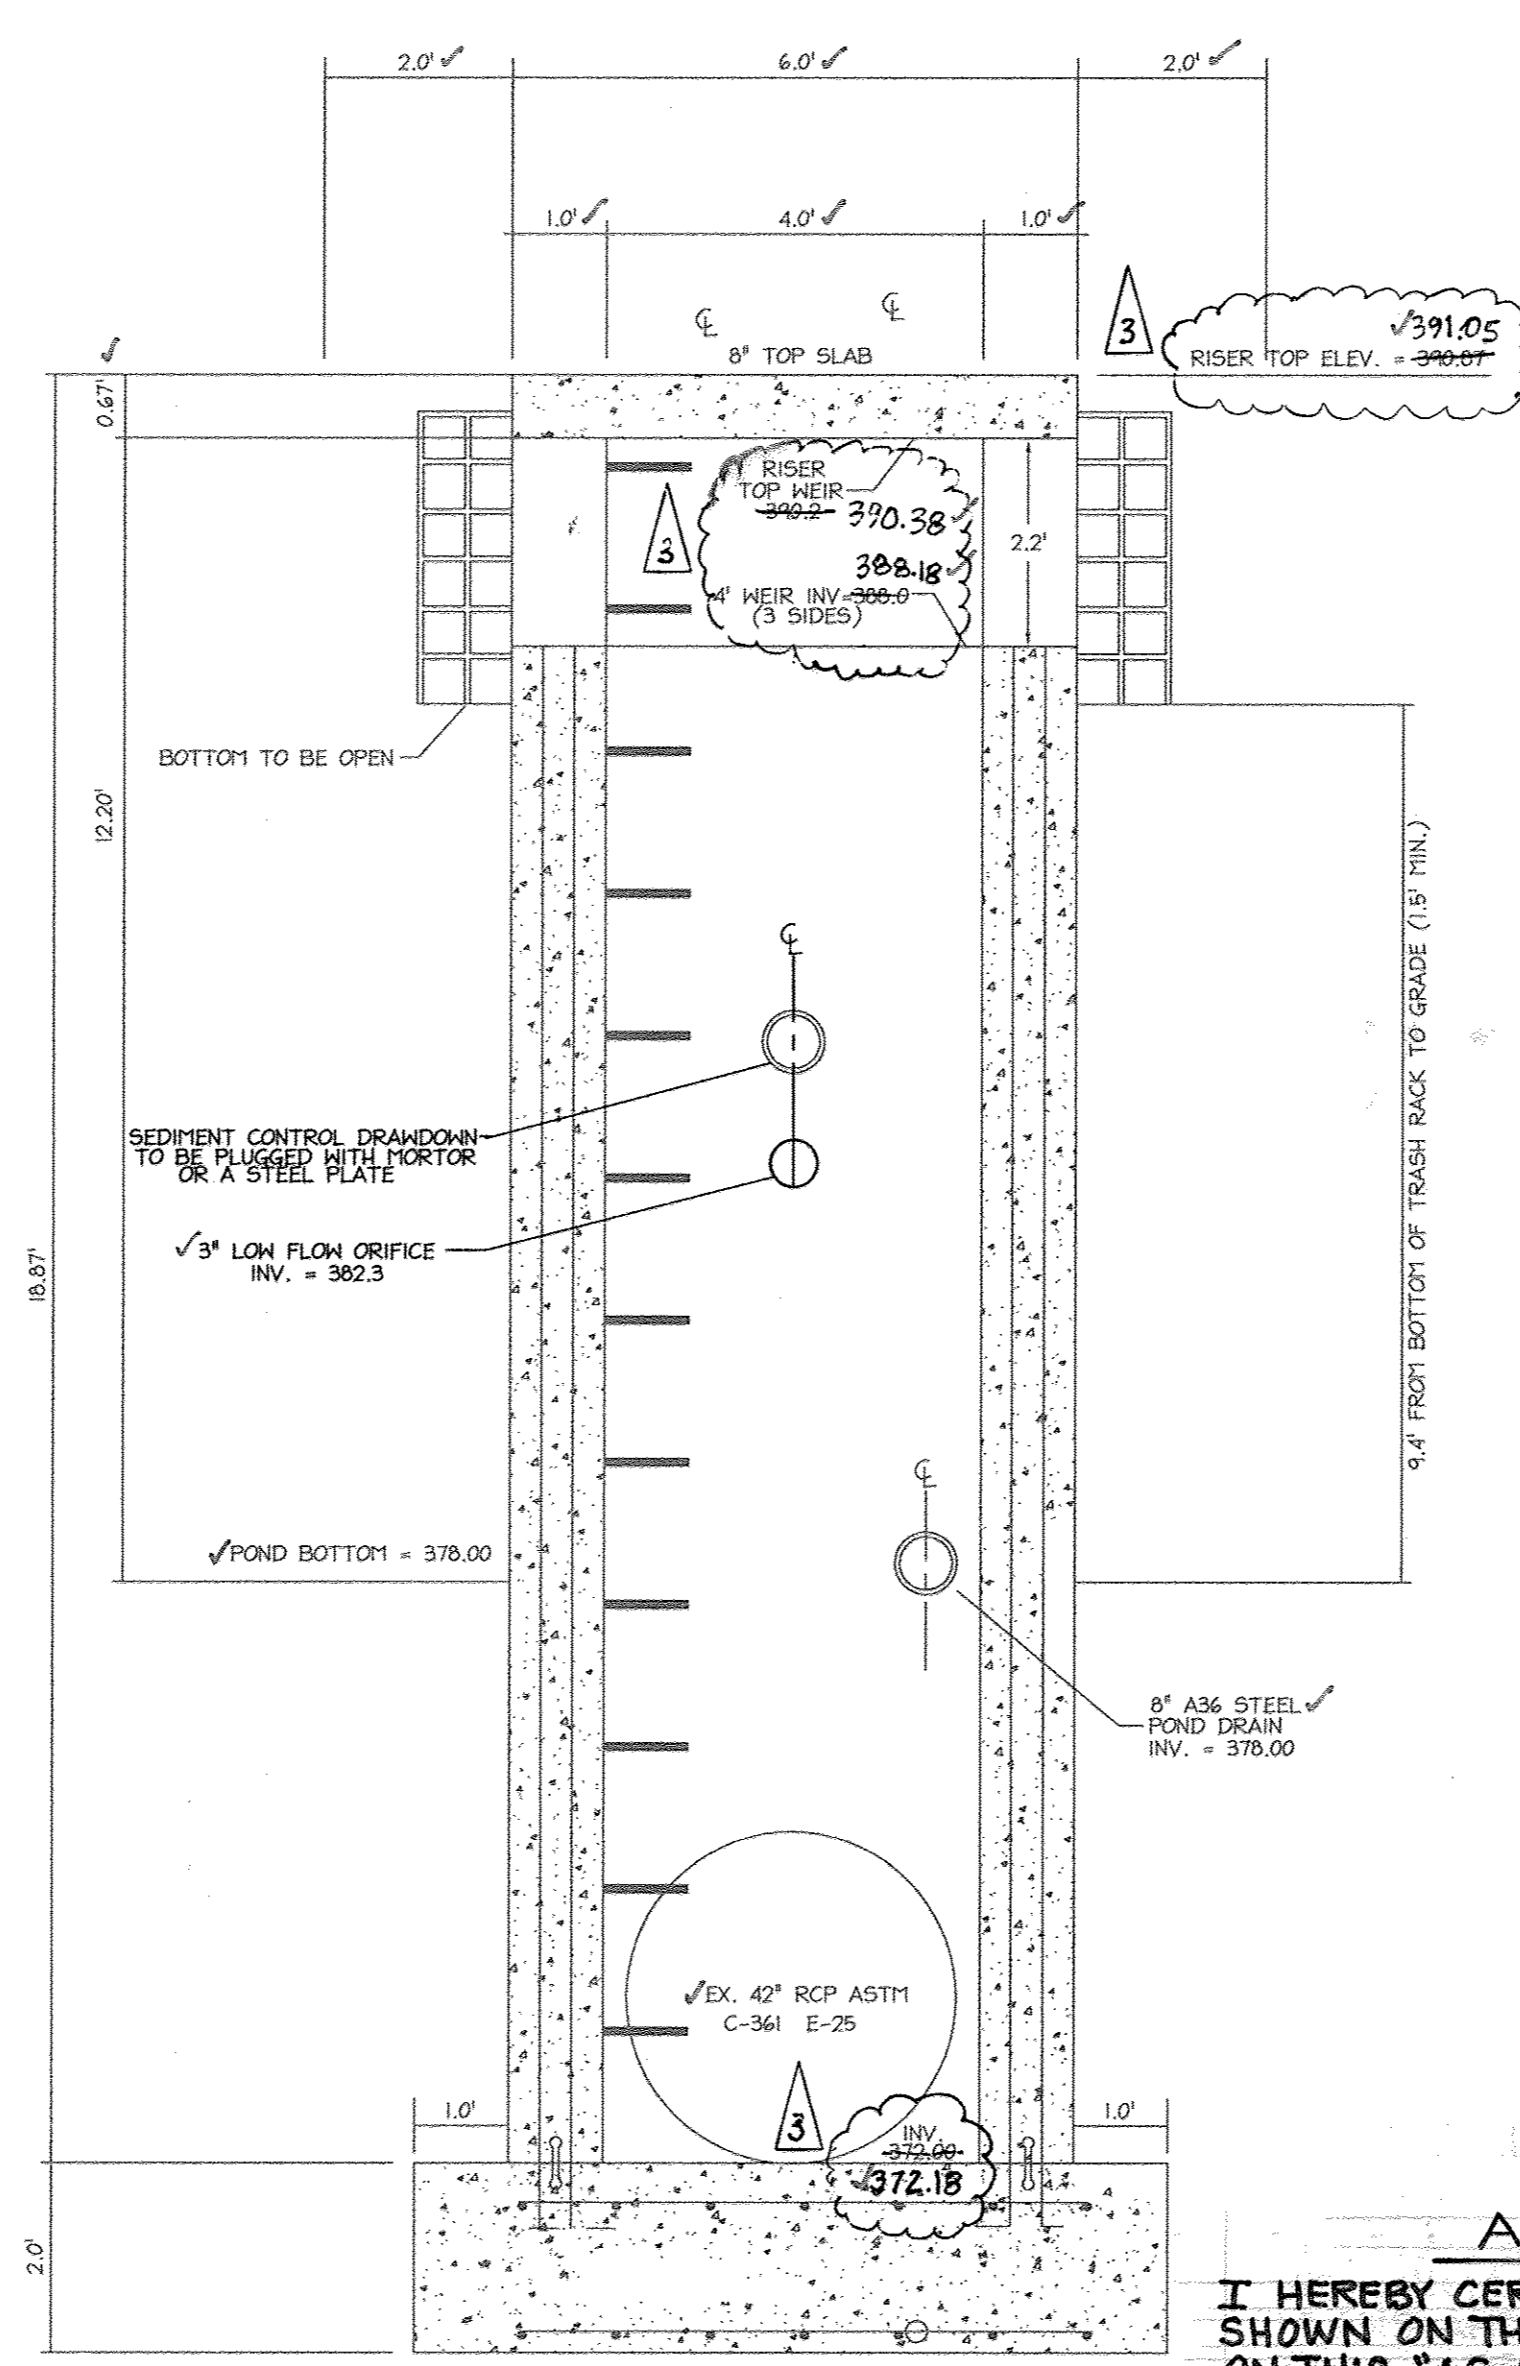 2.0' ✓ 6.0' ✓ 2.0' ✓
1.0' ✓ 4.0' ✓ 1.0' ✓
℄ ℄
8" TOP SLAB
3
✓391.05
RISER TOP ELEV. = 390.87
✓
0.67'
RISER
TOP WEIR
390.2 390.38 ✓
3
388.18 ✓
4' WEIR INV=388.0
(3 SIDES)
2.2'
BOTTOM TO BE OPEN
12.20'
9.4' FROM BOTTOM OF TRASH RACK TO GRADE (1.5' MIN.)
℄
SEDIMENT CONTROL DRAWDOWN
TO BE PLUGGED WITH MORTOR
OR A STEEL PLATE
✓3" LOW FLOW ORIFICE
INV. = 382.3
18.87'
℄
✓POND BOTTOM = 378.00
8" A36 STEEL ✓
POND DRAIN
INV. = 378.00
✓EX. 42" RCP ASTM
C-361 E-25
3
1.0' 1.0'
INV.
372.00
✓372.18
2.0'
A
I HEREBY CER
SHOWN ON TH
ON THIS "AS